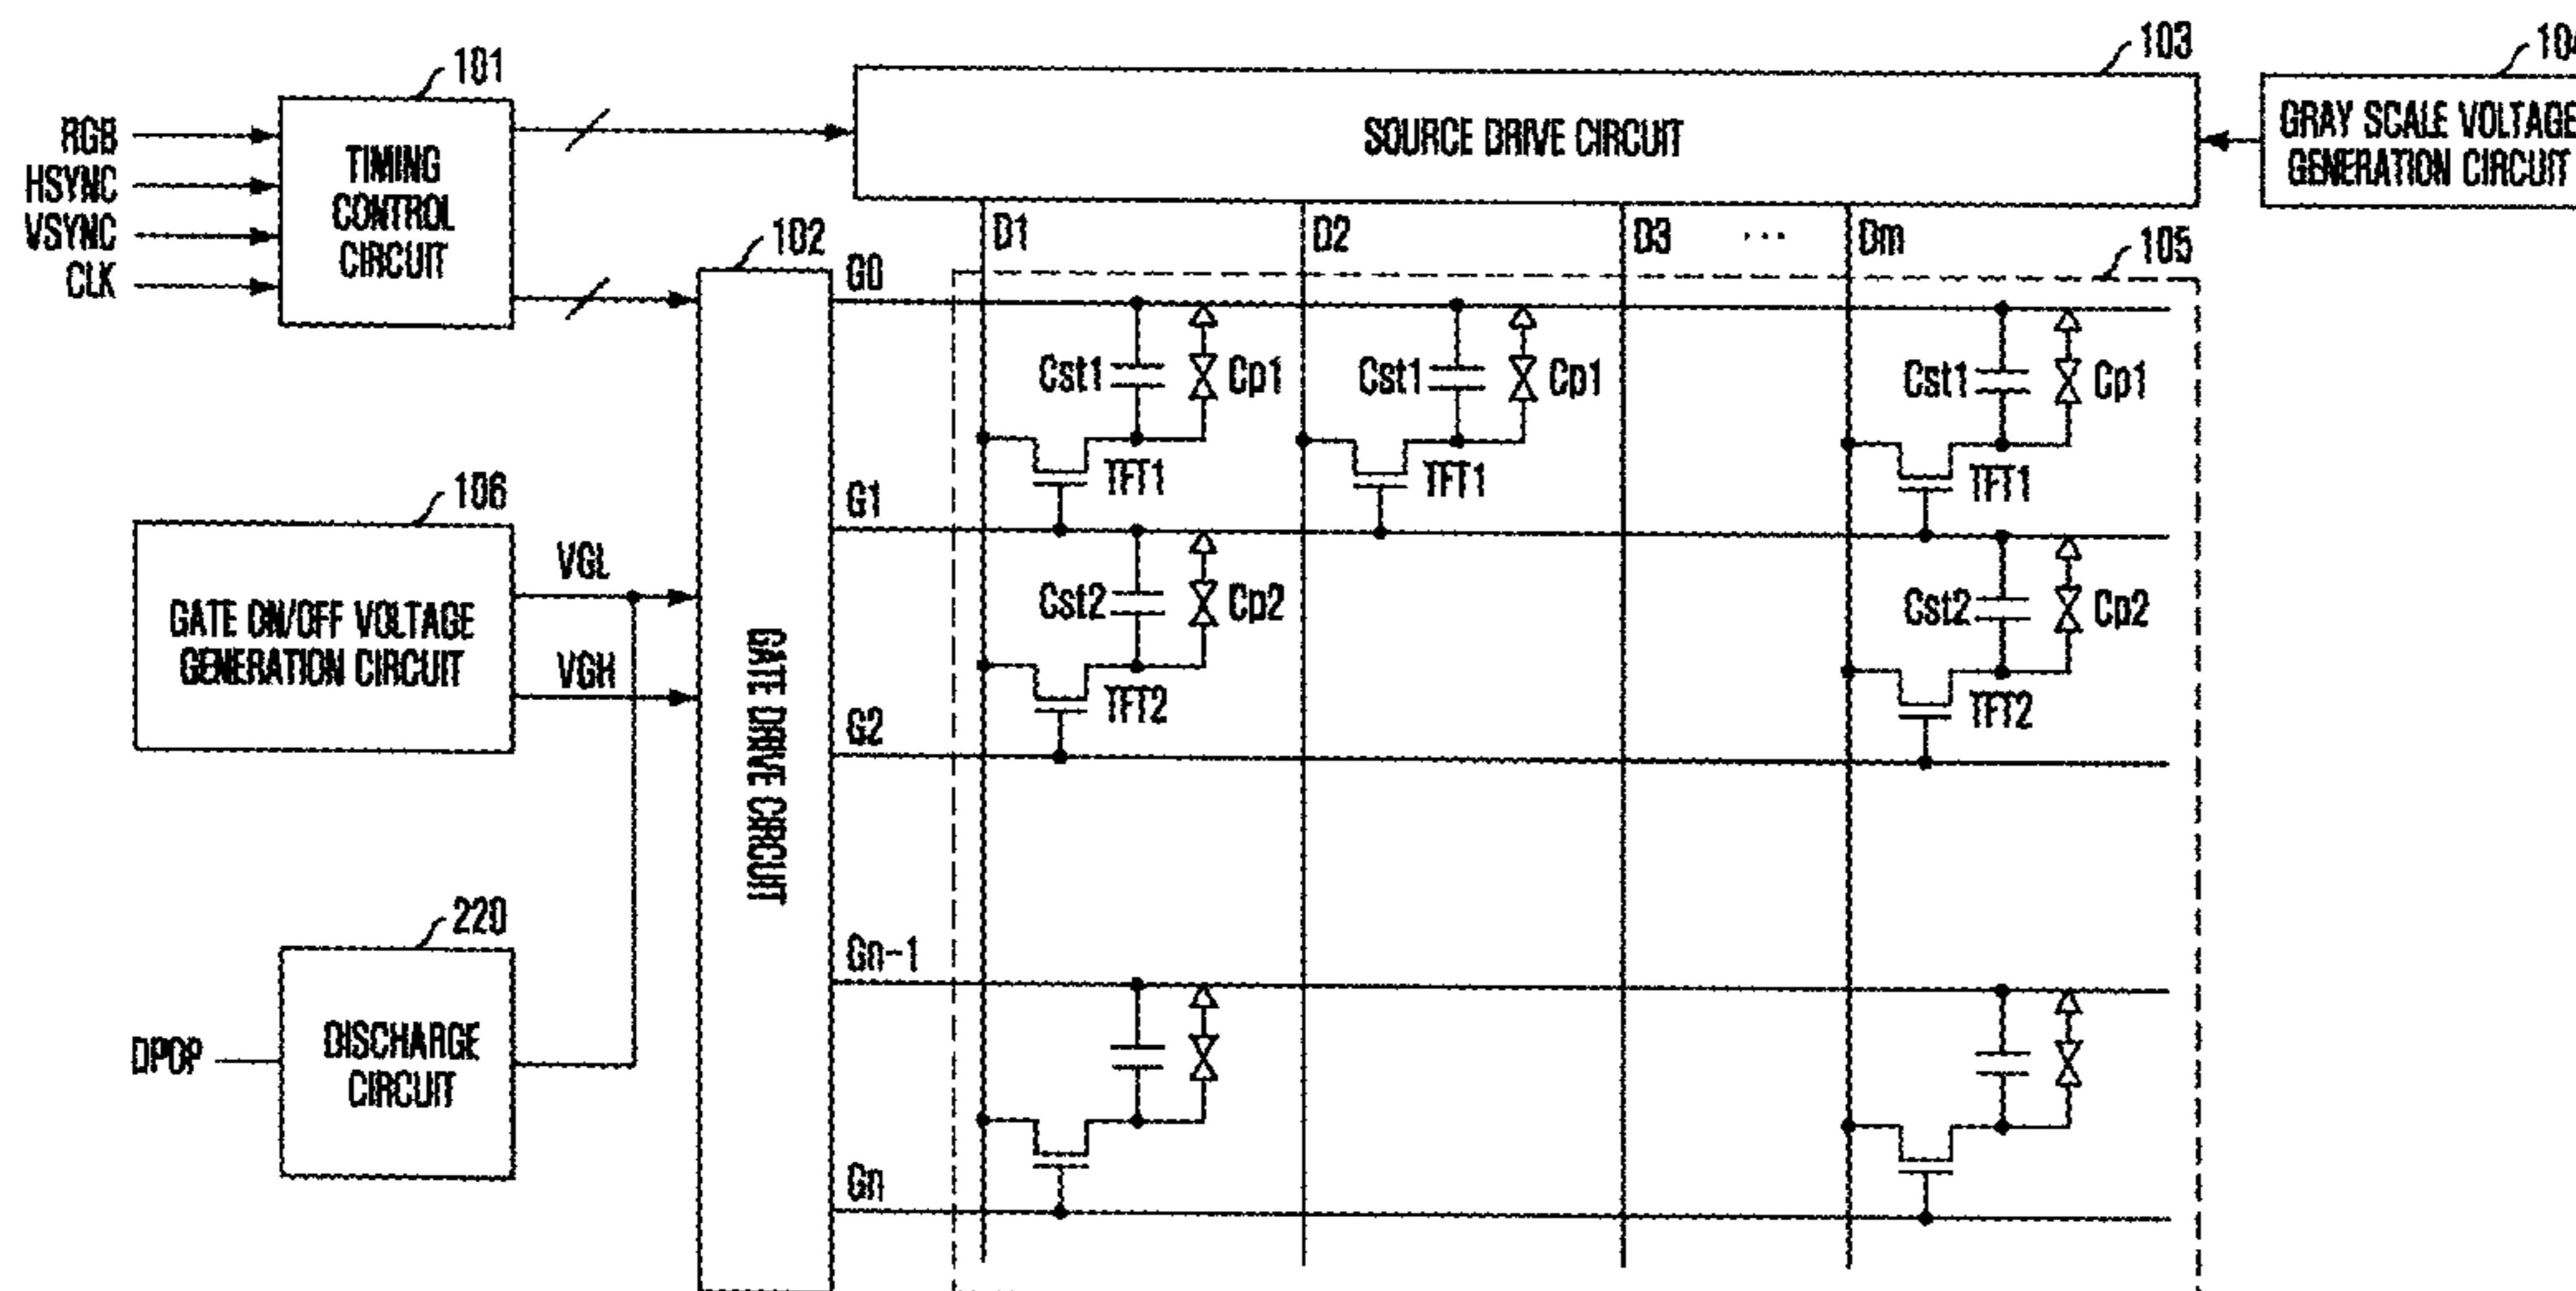 101
RGB
HSYNC
VSYNC
CLK
TIMING
CONTROL
CIRCUIT
103
SOURCE DRIVE CIRCUIT
104
GRAY SCALE VOLTAGE
GENERATION CIRCUIT
102
GATE DRIVE CIRCUIT
D1 D2 D3 ... Dm
105
G0
Cst1 Cp1 Cst1 Cp1 Cst1 Cp1
TFT1 TFT1 TFT1
G1
106
GATE ON/OFF VOLTAGE
GENERATION CIRCUIT
VGL
VGH
Cst2 Cp2 Cst2 Cp2
TFT2 TFT2
G2
220
DPOP
DISCHARGE
CIRCUIT
Gn-1
Gn